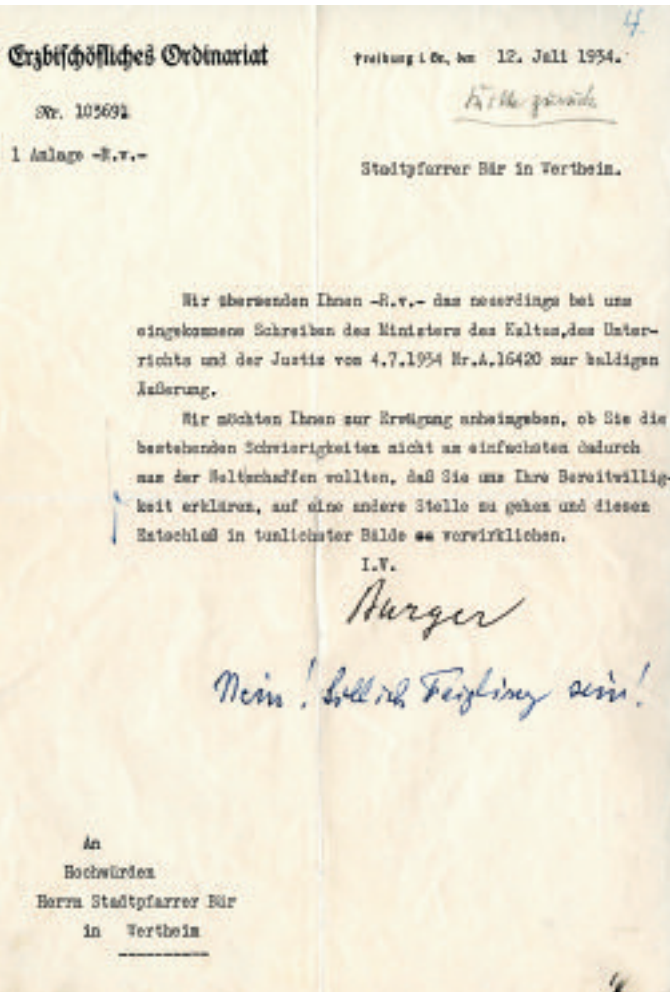 4.
Erzbischöfliches Ordinariat
Freiburg i. Br., den 12. Juli 1934.
Nr. 103691
Bitte zurück
1 Anlage -R.v.-
Stadtpfarrer Bär in Wertheim.
Wir übersenden Ihnen -R.v.- das neuerdings bei uns
eingekommene Schreiben des Ministers des Kultus,des Unter-
richts und der Justiz vom 4.7.1934 Nr.A.16420 zur baldigen
Äußerung.
Wir möchten Ihnen zur Erwägung anheimgeben, ob Sie die
bestehenden Schwierigkeiten nicht am einfachsten dadurch
aus der Weltschaffen wollten, daß Sie uns Ihre Bereitwillig-
keit erklären, auf eine andere Stelle zu gehen und diesen
Entschluß in tunlichster Bälde verwirklichen.
I.V.
Burger
Nein! Soll ich Feigling sein!
An
Hochwürden
Herrn Stadtpfarrer Bär
in Wertheim